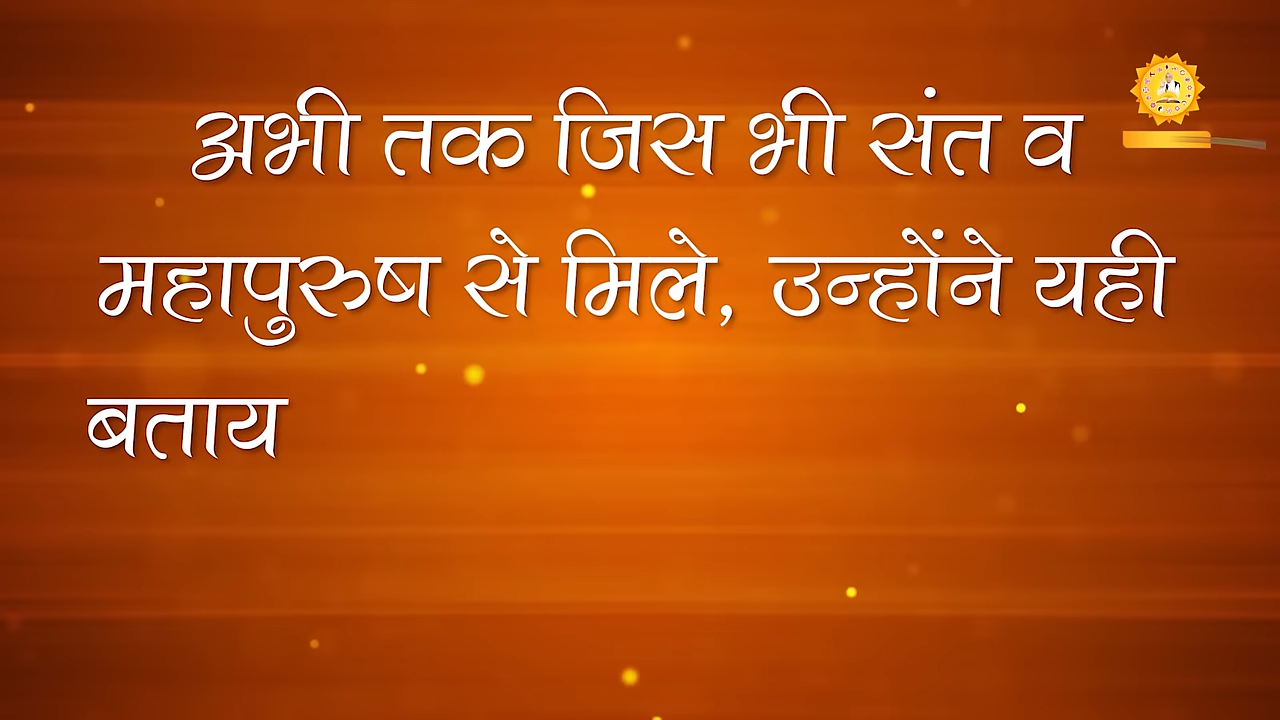 अभी तक जिस भी संत व
महापुरुष से मिले, उन्होंने यही
बताय